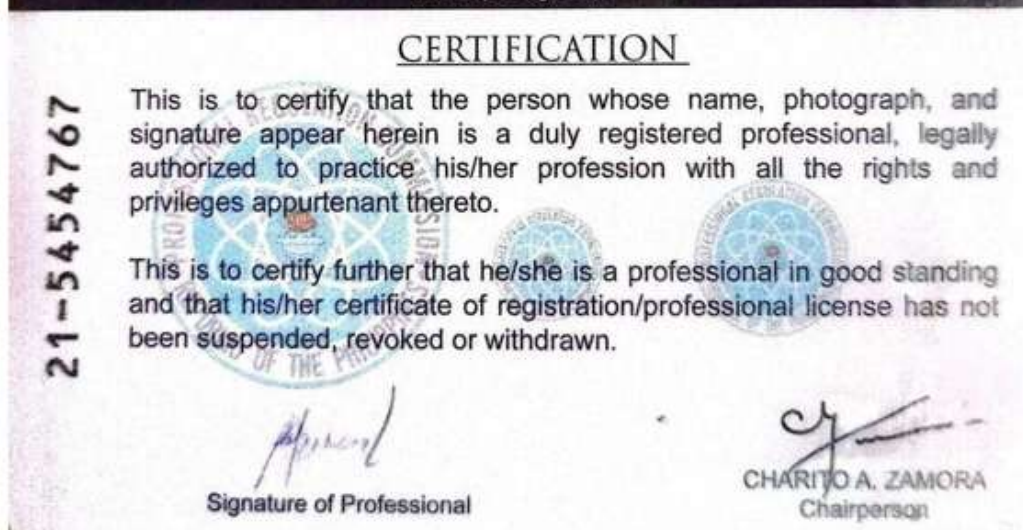 CERTIFICATION
This is to certify that the person whose name, photograph, and
signature appear herein is a duly registered professional, legally
authorized to practice his/her profession with all the rights and
privileges appurtenant thereto.
This is to certify further that he/she is a professional in good standing
and that his/her certificate of registration/professional license has not
been suspended, revoked or withdrawn.
21-5454767
Signature of Professional
CHARITO A. ZAMORA
Chairperson